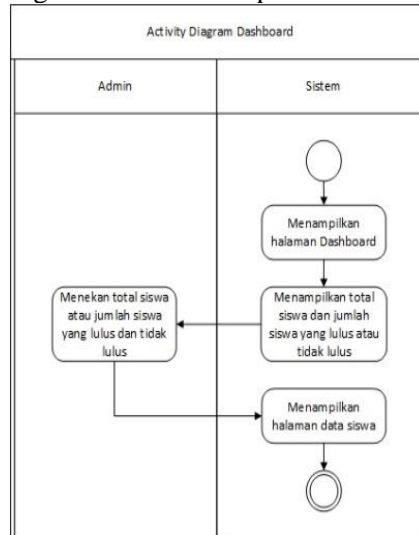 Activity Diagram Dashboard
Admin
Sistem
Menampilkan
halaman Dashboard
Menampilkan total
siswa dan jumlah
siswa yang lulus atau
tidak lulus
Menekan total siswa
atau jumlah siswa
yang lulus dan tidak
lulus
Menampilkan
halaman data siswa